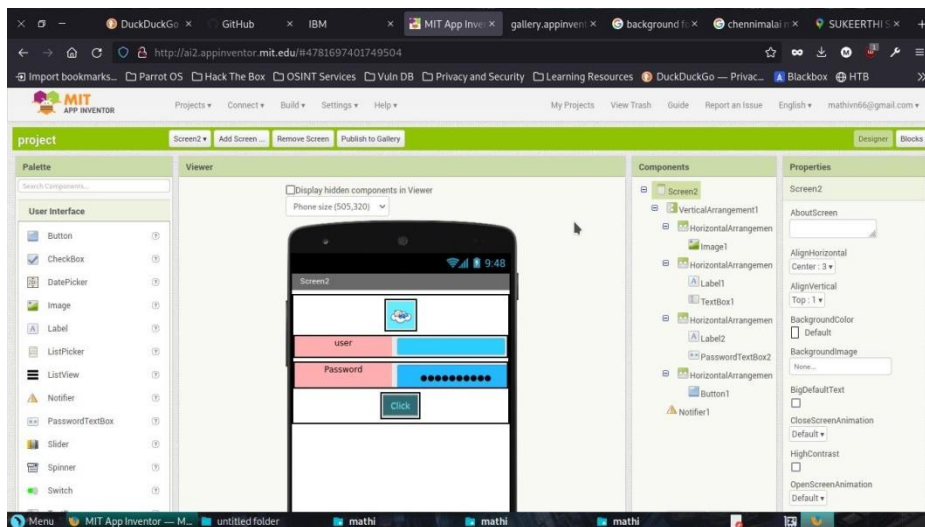 DuckDuckGo
GitHub
IBM
MIT App Inver
gallery.appinvent
background fo
chennimalai n
SUKEERTHI S
http://ai2.appinventor.mit.edu/#4781697401749504
Import bookmarks... Parrot OS Hack The Box OSINT Services Vuln DB Privacy and Security Learning Resources DuckDuckGo — Privac... Blackbox HTB
MIT
APP INVENTOR
Projects Connect Build Settings Help My Projects View Trash Guide Report an Issue English mathivn66@gmail.com
project Screen2 Add Screen ... Remove Screen Publish to Gallery Designer Blocks
Palette
Search Components...
User Interface
Button
CheckBox
DatePicker
Image
Label
ListPicker
ListView
Notifier
PasswordTextBox
Slider
Spinner
Switch
Viewer
Display hidden components in Viewer
Phone size (505,320)
9:48
Screen2
user
Password
Click
Components
Screen2
VerticalArrangement1
HorizontalArrangemen
Image1
HorizontalArrangemen
Label1
TextBox1
HorizontalArrangemen
Label2
PasswordTextBox2
HorizontalArrangemen
Button1
Notifier1
Properties
Screen2
AboutScreen
AlignHorizontal
Center : 3
AlignVertical
Top : 1
BackgroundColor
Default
BackgroundImage
None...
BigDefaultText
CloseScreenAnimation
Default
HighContrast
OpenScreenAnimation
Default
Menu MIT App Inventor — M... untitled folder mathi mathi mathi